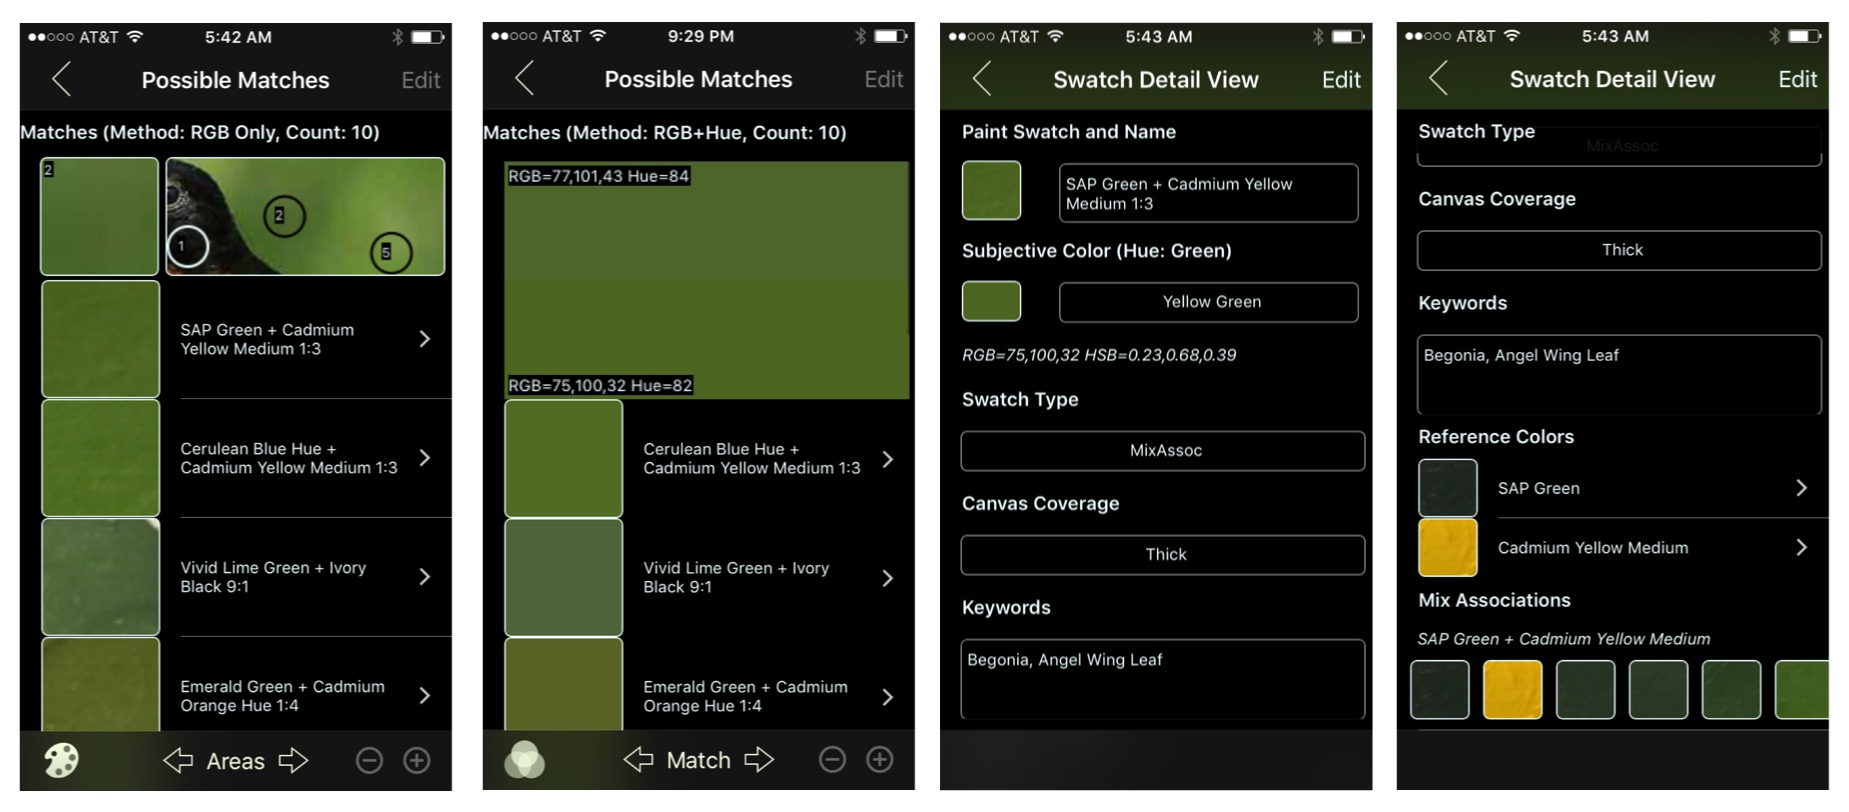 AT&T 5:42 AM
Possible Matches Edit
Matches (Method: RGB Only, Count: 10)
2
2
1
5
SAP Green + Cadmium
Yellow Medium 1:3
Cerulean Blue Hue +
Cadmium Yellow Medium 1:3
Vivid Lime Green + Ivory
Black 9:1
Emerald Green + Cadmium
Orange Hue 1:4
Areas
AT&T 9:29 PM
Possible Matches Edit
Matches (Method: RGB+Hue, Count: 10)
RGB=77,101,43 Hue=84
RGB=75,100,32 Hue=82
Cerulean Blue Hue +
Cadmium Yellow Medium 1:3
Vivid Lime Green + Ivory
Black 9:1
Emerald Green + Cadmium
Orange Hue 1:4
Match
AT&T 5:43 AM
Swatch Detail View Edit
Paint Swatch and Name
SAP Green + Cadmium Yellow
Medium 1:3
Subjective Color (Hue: Green)
Yellow Green
RGB=75,100,32 HSB=0.23,0.68,0.39
Swatch Type
MixAssoc
Canvas Coverage
Thick
Keywords
Begonia, Angel Wing Leaf
AT&T 5:43 AM
Swatch Detail View Edit
Swatch Type
MixAssoc
Canvas Coverage
Thick
Keywords
Begonia, Angel Wing Leaf
Reference Colors
SAP Green
Cadmium Yellow Medium
Mix Associations
SAP Green + Cadmium Yellow Medium